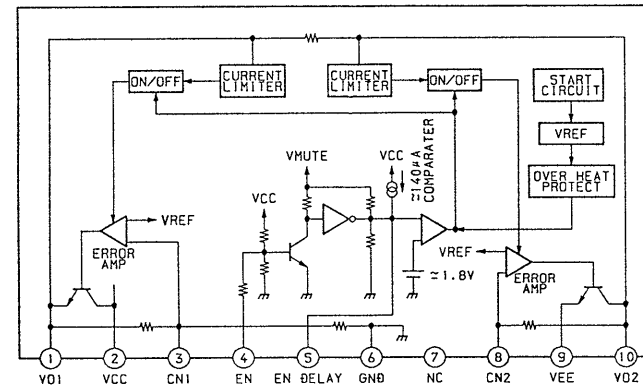 ON/OFF
CURRENT
LIMITER
CURRENT
LIMITER
ON/OFF
START
CIRCUIT
VREF
OVER HEAT
PROTECT
VMUTE
VCC
≃140μA
COMPARATER
VCC
VREF
ERROR
AMP
≃1.8V
VREF
ERROR
AMP
1 2 3 4 5 6 7 8 9 10
VO1 VCC CN1 EN EN DELAY GND NC CN2 VEE VO2